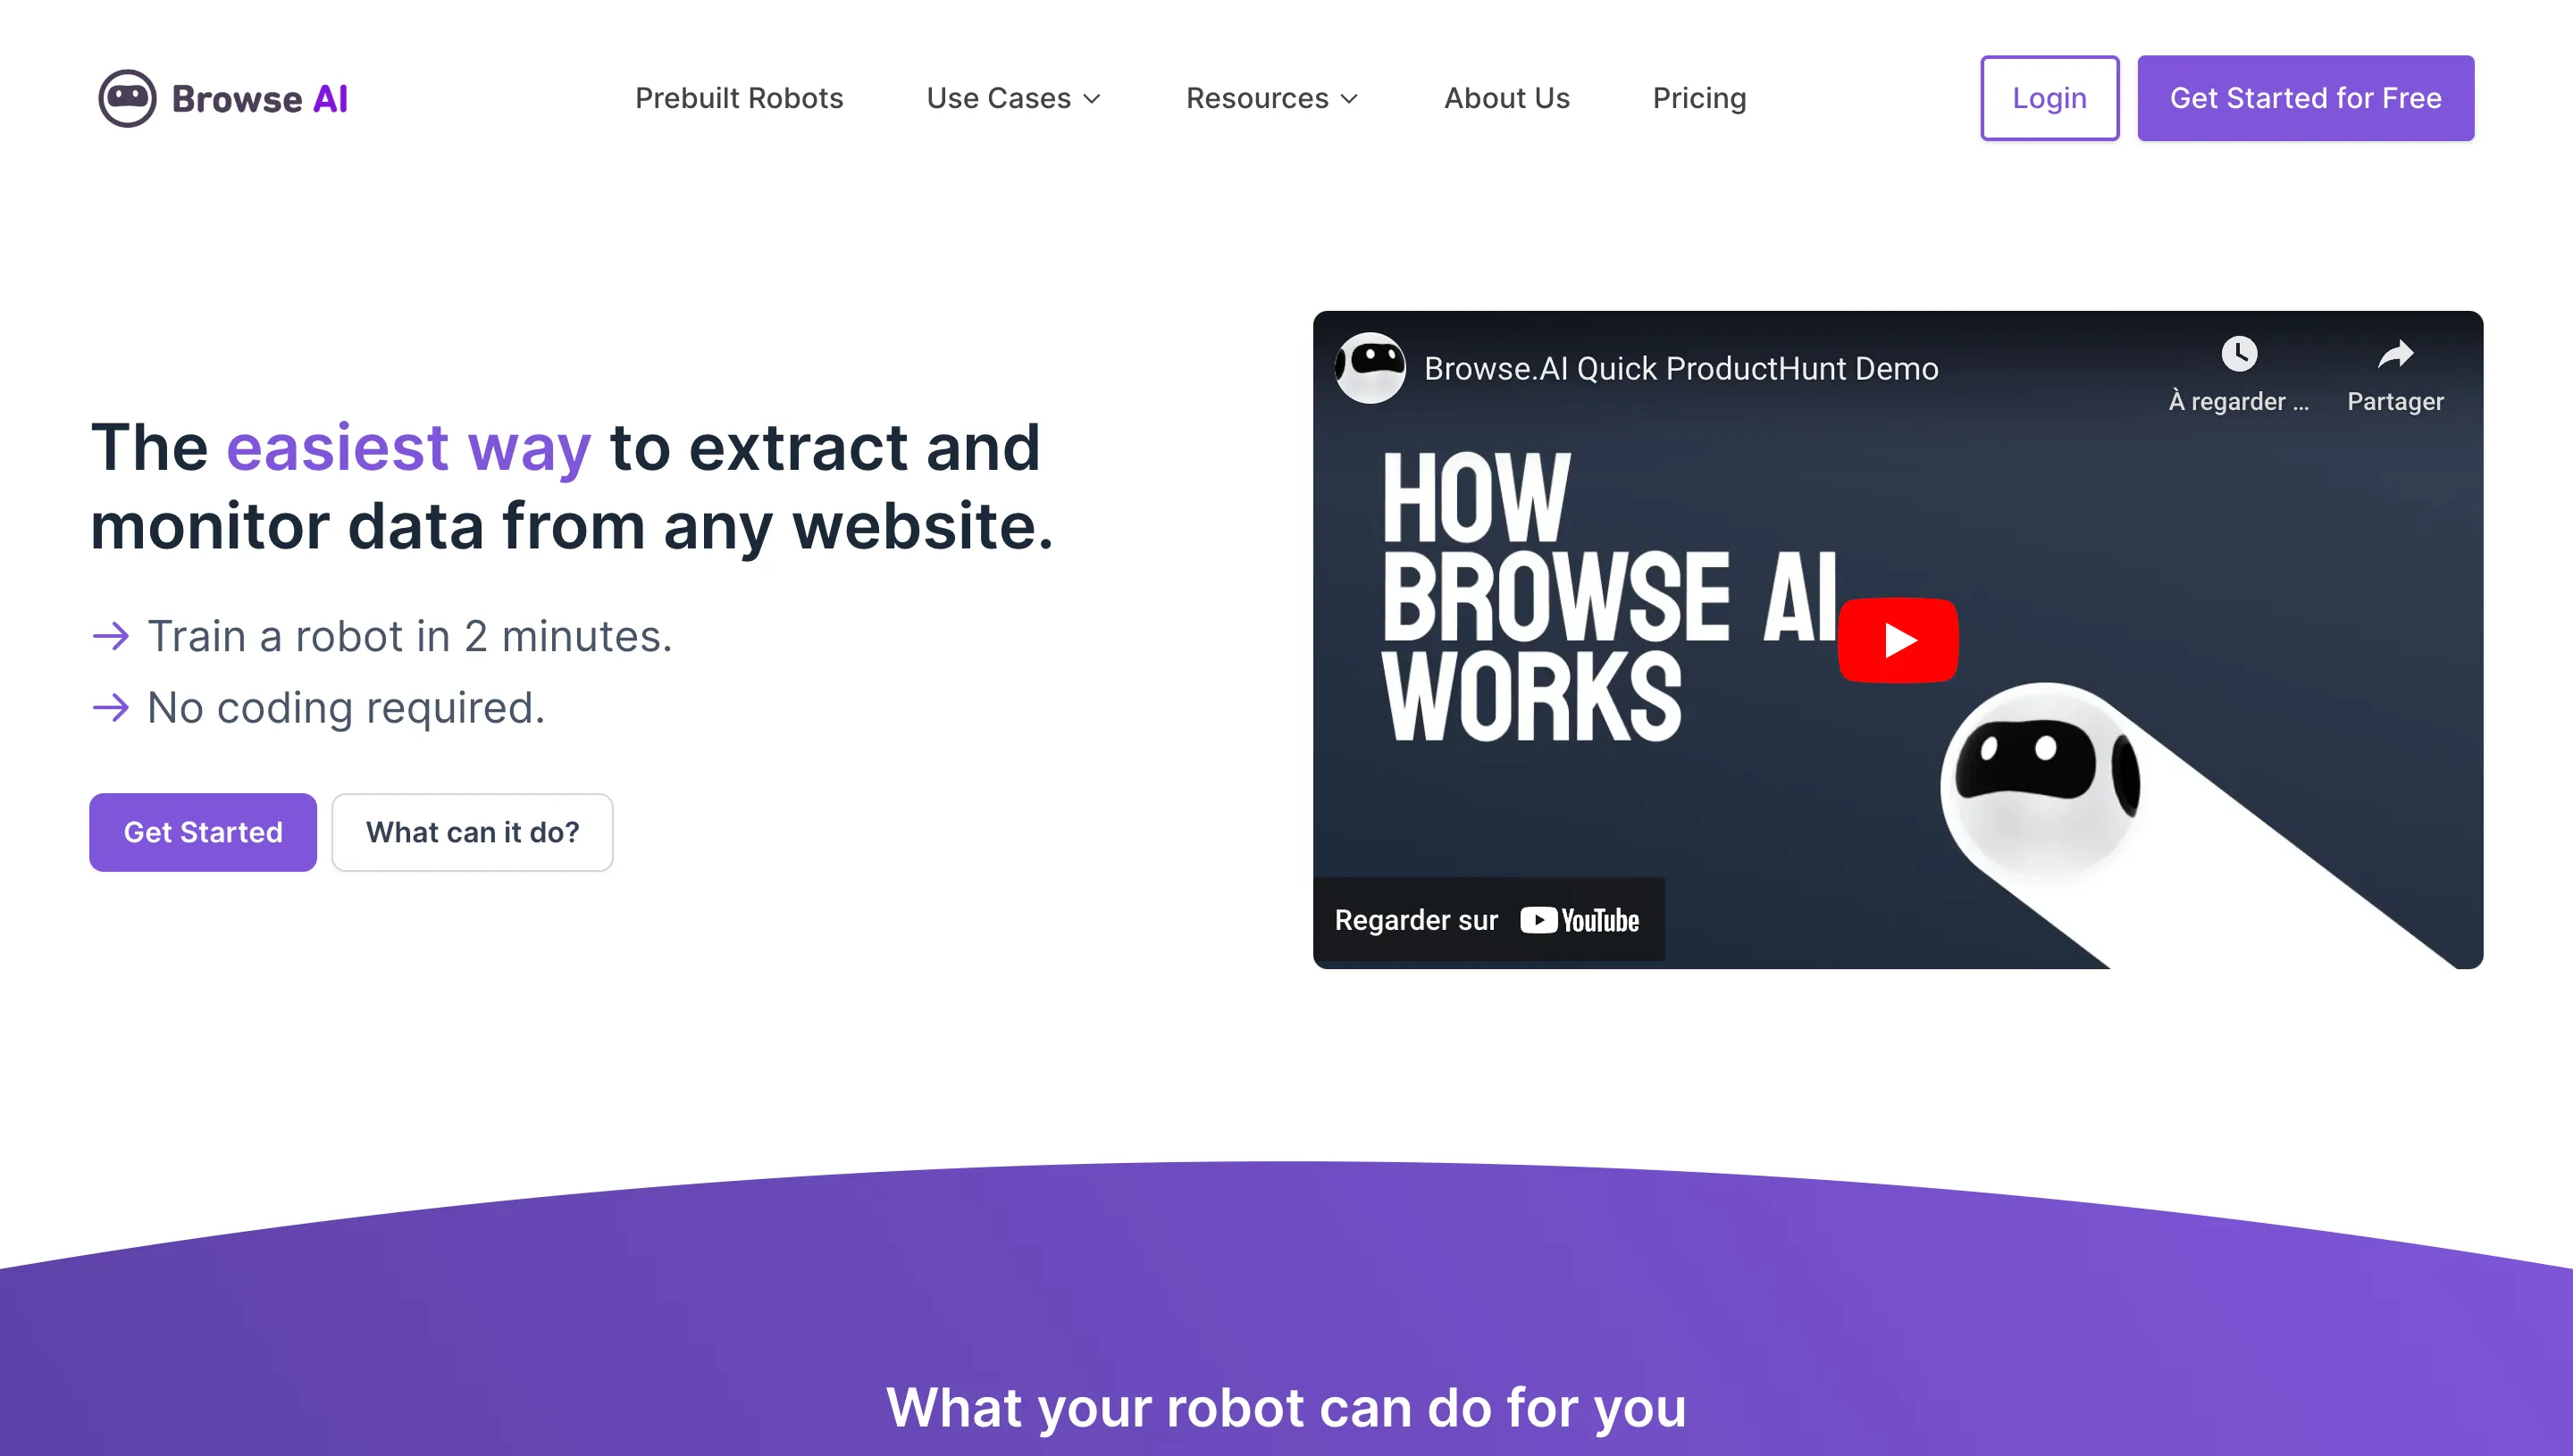 Browse AI
Prebuilt Robots
Use Cases
Resources
About Us
Pricing
Login
Get Started for Free
The easiest way to extract and
monitor data from any website.
Train a robot in 2 minutes.
No coding required.
Get Started
What can it do?
Browse.AI Quick ProductHunt Demo
À regarder ...
Partager
HOW
BROWSE AI
WORKS
Regarder sur YouTube
What your robot can do for you